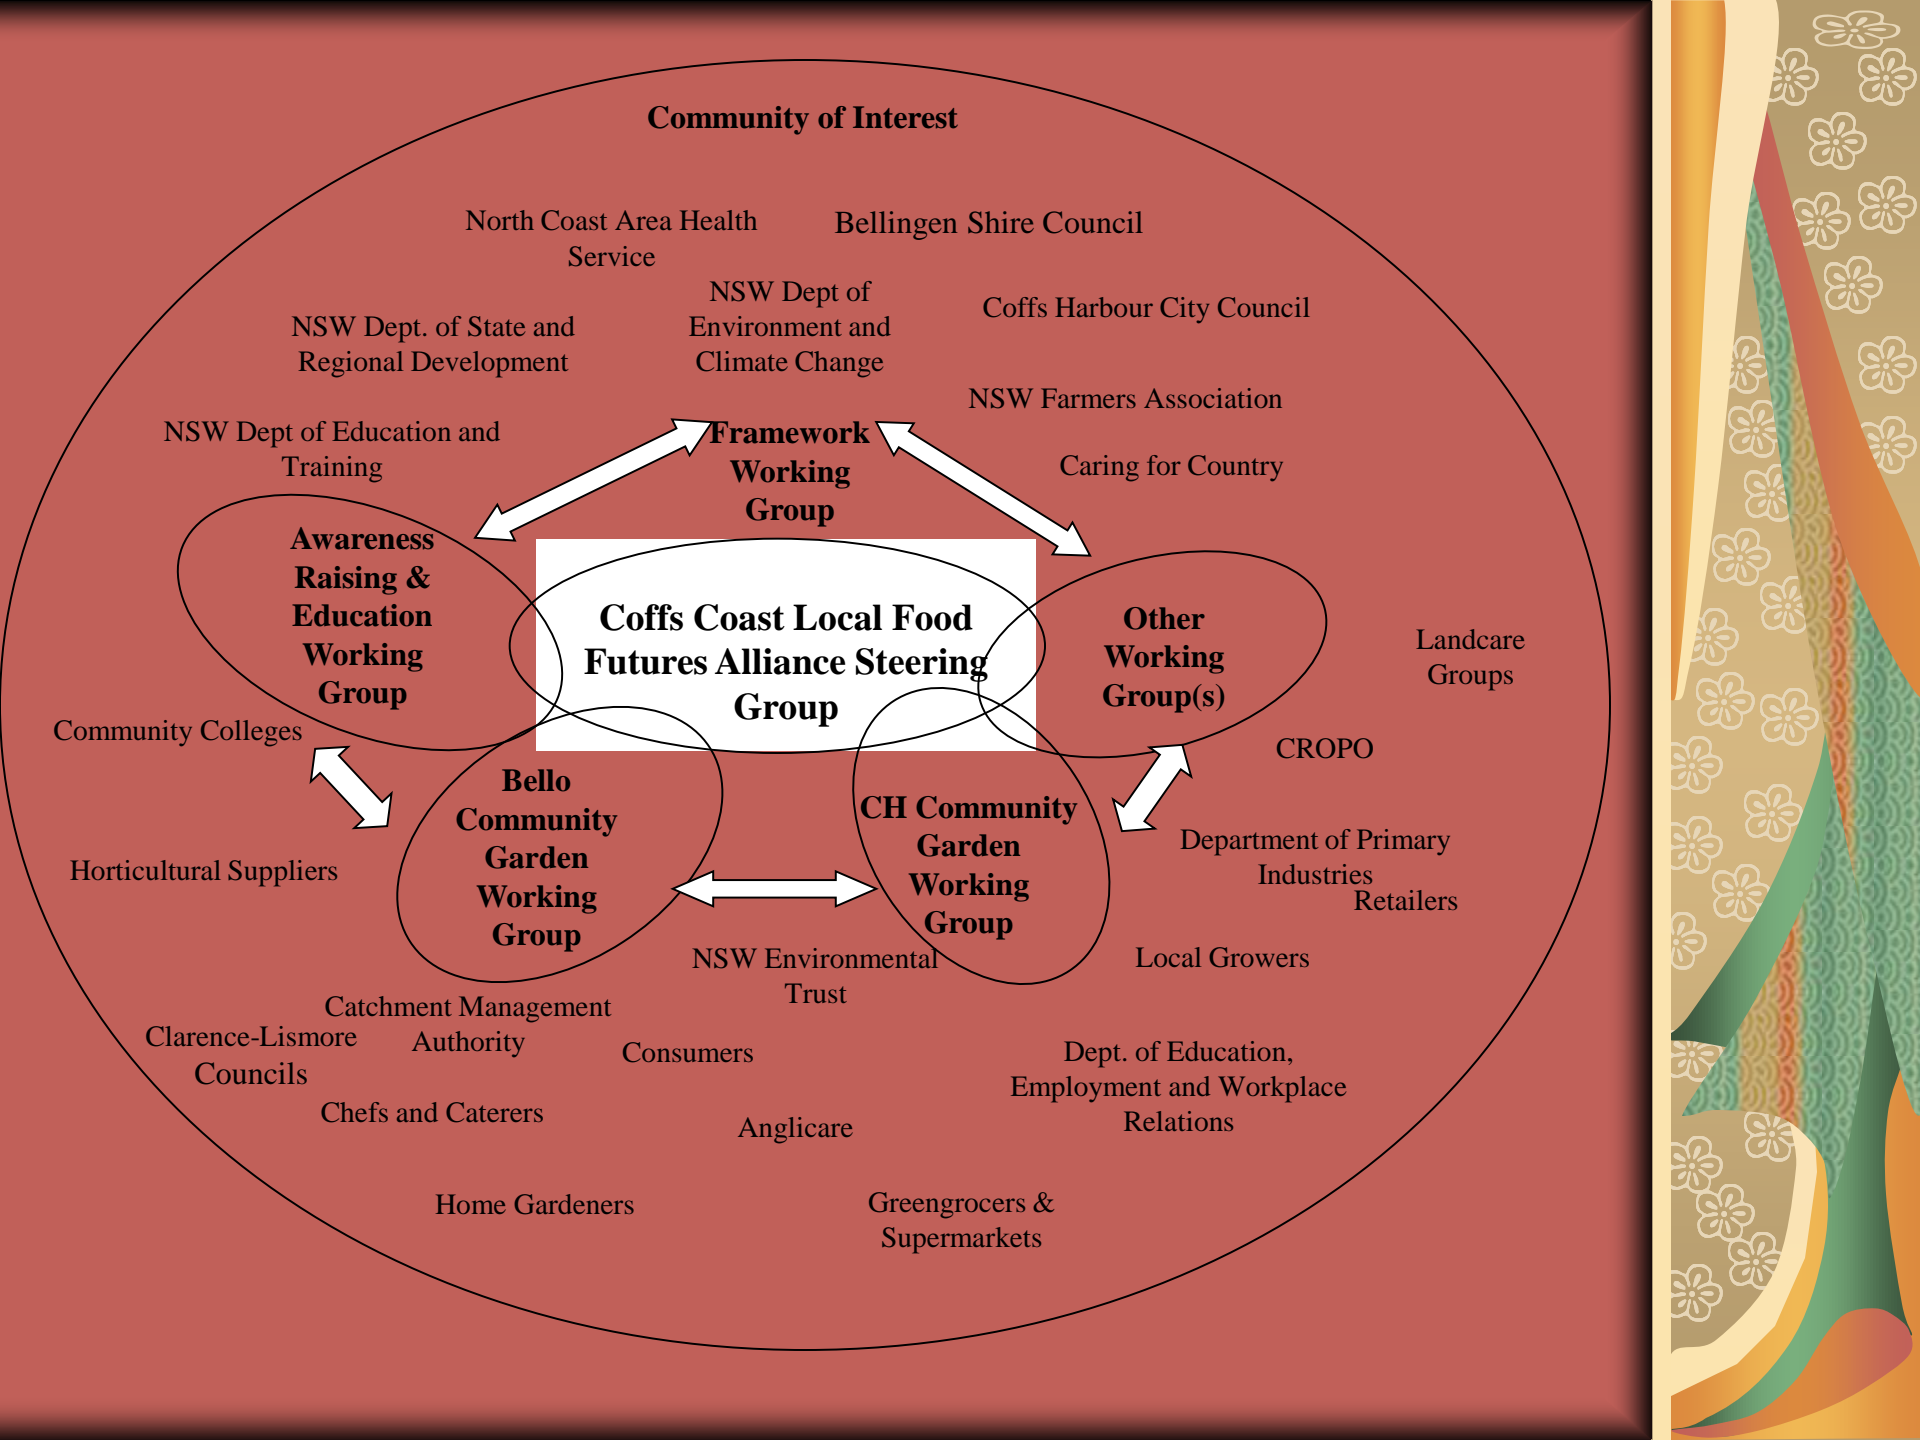 Community of Interest
North Coast Area Health
Service
Bellingen Shire Council
NSW Dept of
Environment and
Climate Change
Coffs Harbour City Council
NSW Dept. of State and
Regional Development
NSW Farmers Association
NSW Dept of Education and
Training
Framework
Working
Group
Caring for Country
Awareness
Raising &
Education
Working
Group
Coffs Coast Local Food
Futures Alliance Steering
Group
Other
Working
Group(s)
Landcare
Groups
Community Colleges
CROPO
Bello
Community
Garden
Working
Group
CH Community
Garden
Working
Group
Department of Primary
Industries
Retailers
Horticultural Suppliers
NSW Environmental
Trust
Local Growers
Catchment Management
Authority
Clarence-Lismore
Councils
Consumers
Dept. of Education,
Employment and Workplace
Relations
Chefs and Caterers
Anglicare
Home Gardeners
Greengrocers &
Supermarkets